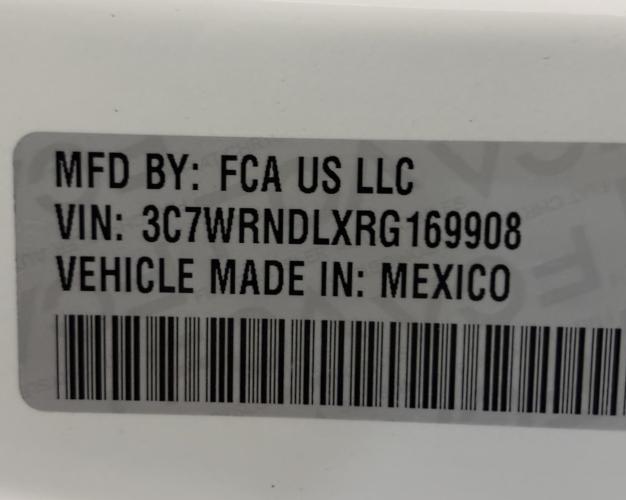 MFD BY: FCA US LLC
VIN: 3C7WRNDLXRG169908
VEHICLE MADE IN: MEXICO